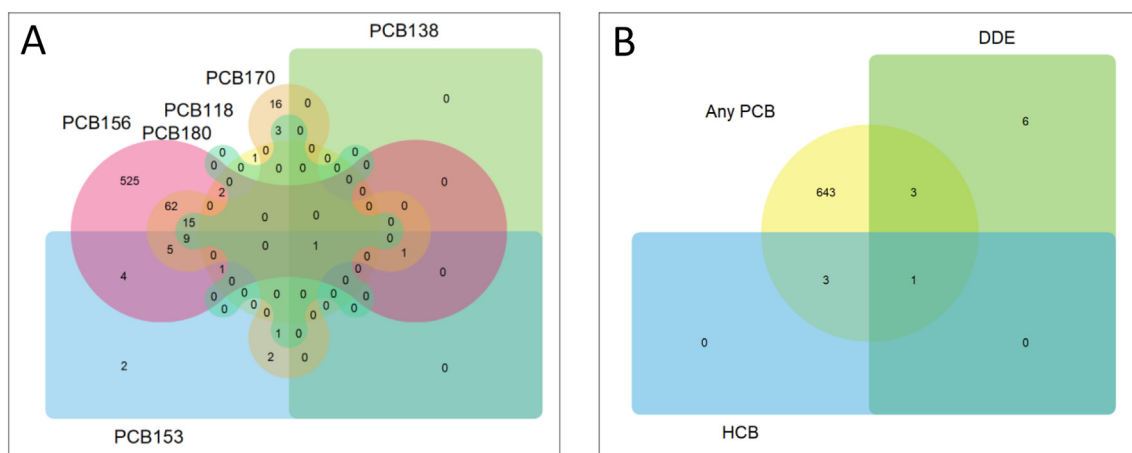 A
PCB138
PCB170
PCB118
PCB156
PCB180
16 0 0
3 0
0 1 0 0 0 0
0 0 0 0 0 0
525 0 0 0
2 0
62 0 0 0
15 0 0 0
9 0 1 0
5 0 0 1
4 1 0 0
0 0
0 0 0 0 0 0
0 0 0 0
0 0
1 0
2 0
2 0
PCB153
B
DDE
Any PCB
6
643 3
3 1
0 0
HCB